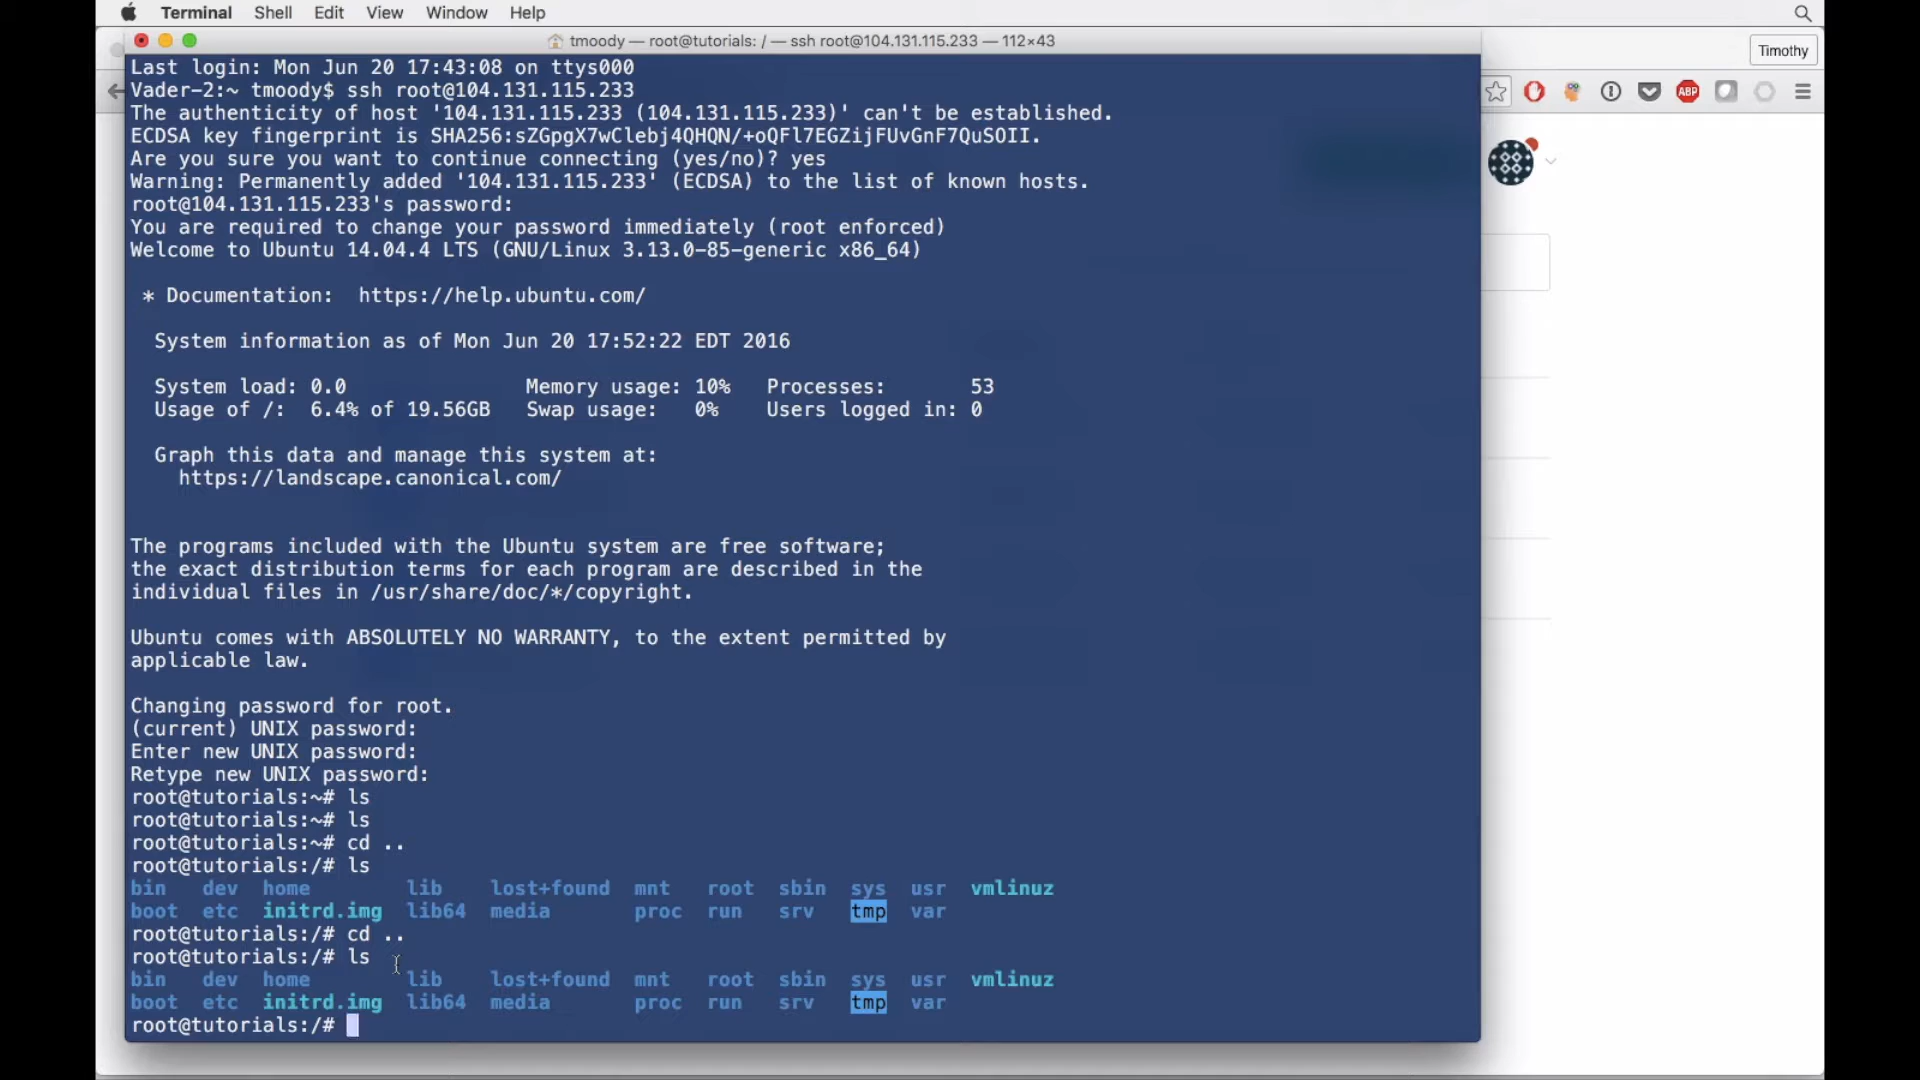 Terminal Shell Edit View Window Help
tmoody — root@tutorials: / — ssh root@104.131.115.233 — 112×43
Timothy
ABP
Last login: Mon Jun 20 17:43:08 on ttys000
Vader-2:~ tmoody$ ssh root@104.131.115.233
The authenticity of host '104.131.115.233 (104.131.115.233)' can't be established.
ECDSA key fingerprint is SHA256:sZGpgX7wClebj4QHQN/+oQFl7EGZijFUvGnF7QuSOII.
Are you sure you want to continue connecting (yes/no)? yes
Warning: Permanently added '104.131.115.233' (ECDSA) to the list of known hosts.
root@104.131.115.233's password:
You are required to change your password immediately (root enforced)
Welcome to Ubuntu 14.04.4 LTS (GNU/Linux 3.13.0-85-generic x86_64)
* Documentation:  https://help.ubuntu.com/
System information as of Mon Jun 20 17:52:22 EDT 2016
System load: 0.0 Memory usage: 10% Processes: 53
Usage of /: 6.4% of 19.56GB Swap usage: 0% Users logged in: 0
Graph this data and manage this system at:
https://landscape.canonical.com/
The programs included with the Ubuntu system are free software;
the exact distribution terms for each program are described in the
individual files in /usr/share/doc/*/copyright.
Ubuntu comes with ABSOLUTELY NO WARRANTY, to the extent permitted by
applicable law.
Changing password for root.
(current) UNIX password:
Enter new UNIX password:
Retype new UNIX password:
root@tutorials:~# ls
root@tutorials:~# ls
root@tutorials:~# cd ..
root@tutorials:/# ls
bin dev home lib lost+found mnt root sbin sys usr vmlinuz
boot etc initrd.img lib64 media proc run srv tmp var
root@tutorials:/# cd ..
root@tutorials:/# ls
bin dev home lib lost+found mnt root sbin sys usr vmlinuz
boot etc initrd.img lib64 media proc run srv tmp var
root@tutorials:/#